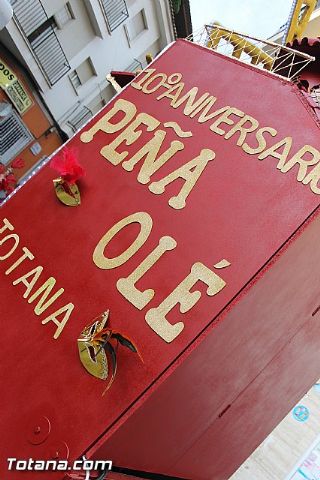 10º ANIVERSARIO
PEÑA
OLÉ
TOTANA
Totana.com